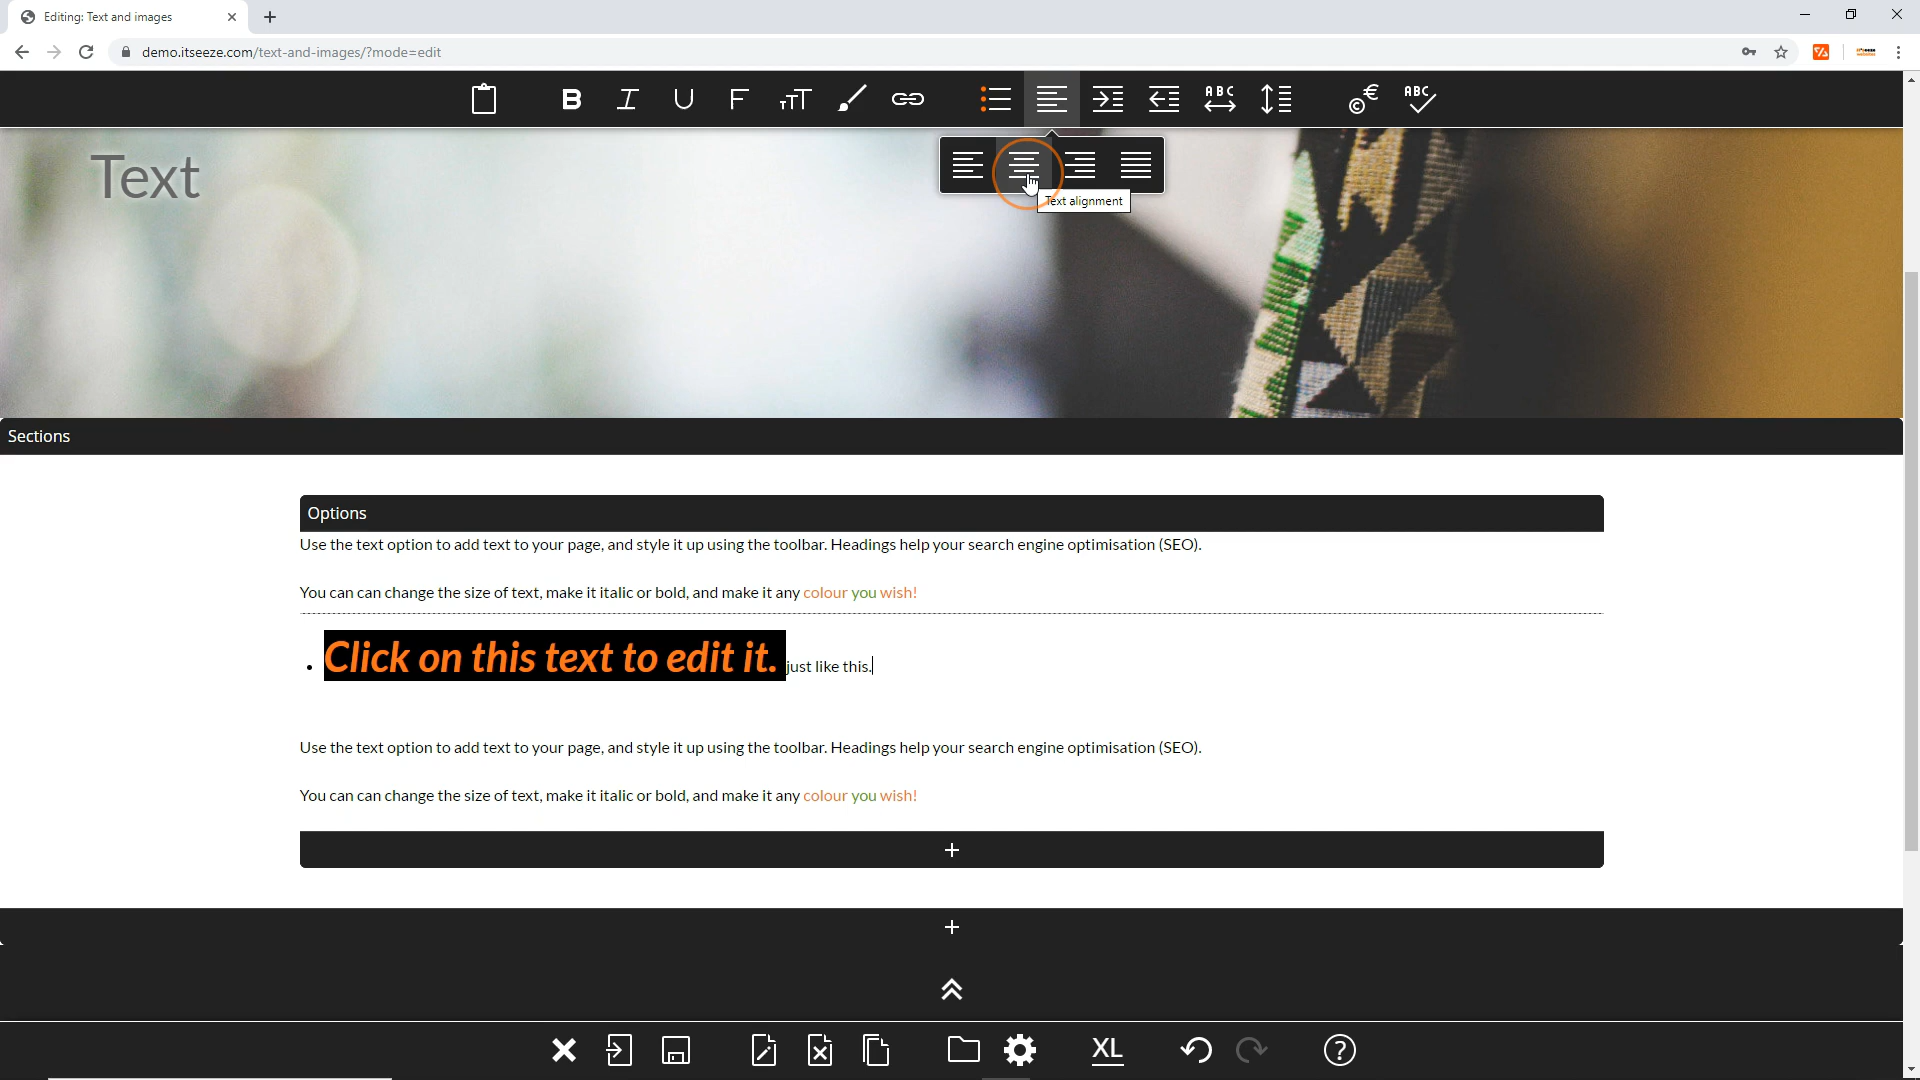 Editing: Text and images
demo.itseeze.com/text-and-images/?mode=edit
B I U F TTT ABC ©€ ABC
Text
Text alignment
Sections
Options
Use the text option to add text to your page, and style it up using the toolbar. Headings help your search engine optimisation (SEO).
You can can change the size of text, make it italic or bold, and make it any colour you wish!
Click on this text to edit it. just like this.
Use the text option to add text to your page, and style it up using the toolbar. Headings help your search engine optimisation (SEO).
You can can change the size of text, make it italic or bold, and make it any colour you wish!
XL